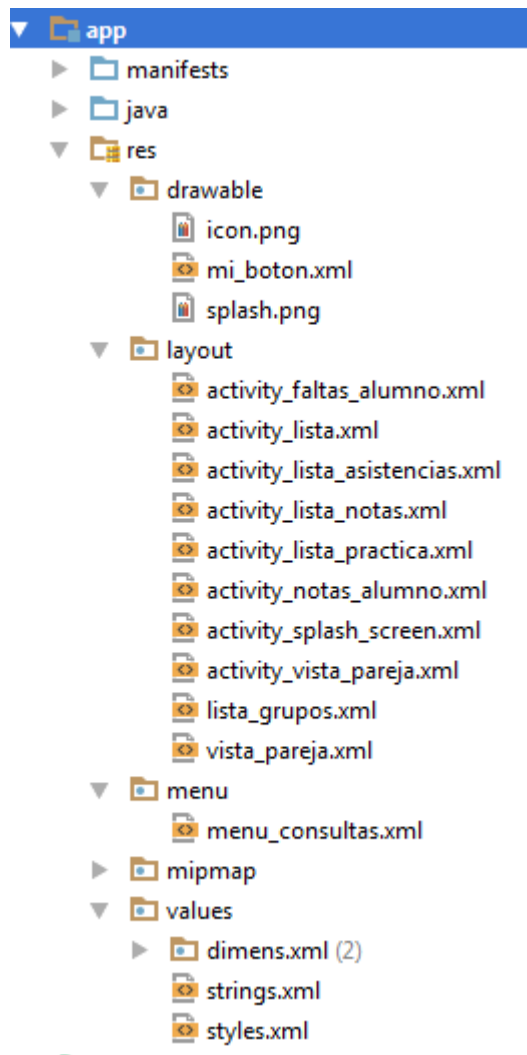 app
manifests
java
res
drawable
icon.png
mi_boton.xml
splash.png
layout
activity_faltas_alumno.xml
activity_lista.xml
activity_lista_asistencias.xml
activity_lista_notas.xml
activity_lista_practica.xml
activity_notas_alumno.xml
activity_splash_screen.xml
activity_vista_pareja.xml
lista_grupos.xml
vista_pareja.xml
menu
menu_consultas.xml
mipmap
values
dimens.xml (2)
strings.xml
styles.xml